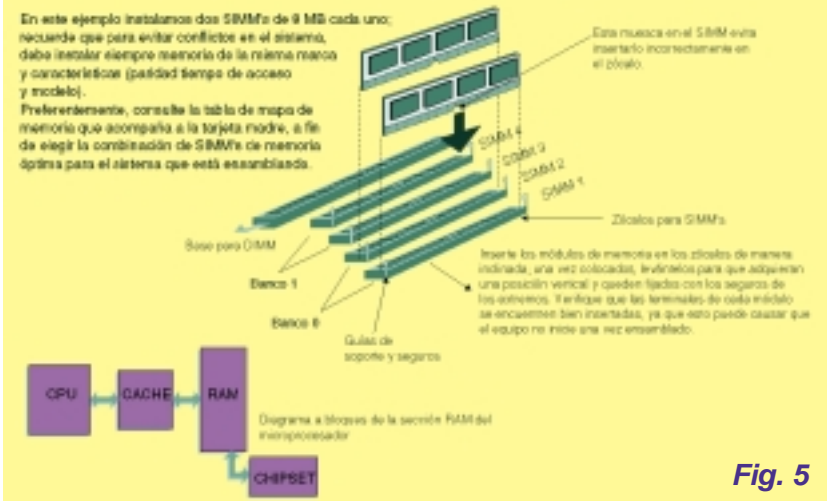 En este ejemplo instalamos dos SIMM's de 8 MB cada uno;
recuerde que para evitar conflictos en el sistema,
debe instalar siempre memoria de la misma marca
y características (paridad tiempo de acceso
y modelo).
Preferentemente, consulte la tabla de mapa de
memoria que acompaña a la tarjeta madre, a fin
de elegir la combinación de SIMM's de memoria
óptima para el sistema que está ensamblando.
Esta muesca en el SIMM evita
insertarlo incorrectamente en
el zócalo.
SIMM 4
SIMM 3
SIMM 2
SIMM 1
Zócalos para SIMM's
Base para DIMM
Banco 1
Banco 0
Guías de
soporte y seguros
Inserte los módulos de memoria en los zócalos de manera
inclinada, una vez colocados, levántelos para que adquieran
una posición vertical y queden fijados con los seguros de
los extremos. Verifique que las terminales de cada módulo
se encuentren bien insertadas, ya que esto puede causar que
el equipo no inicie una vez ensamblado.
CPU
CACHE
RAM
CHIPSET
Diagrama a bloques de la sección RAM del
microprocesador
Fig. 5